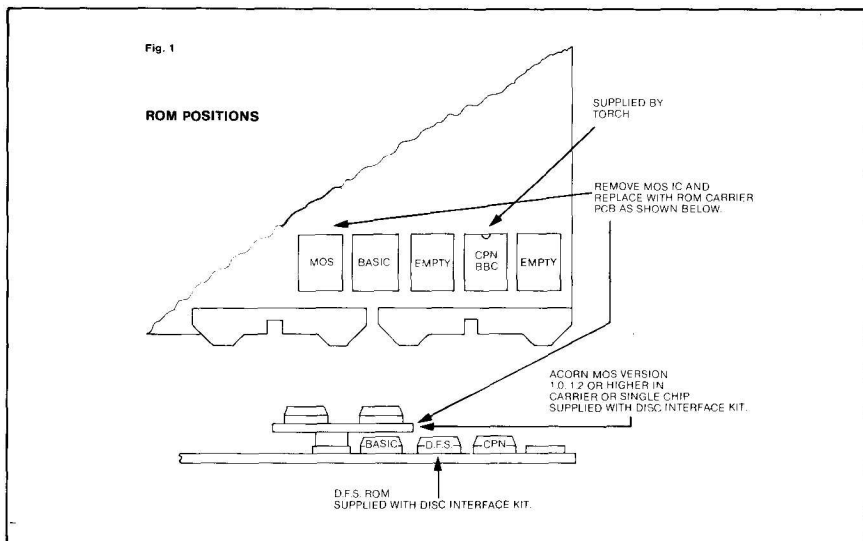 Fig. 1
ROM POSITIONS
SUPPLIED BY
TORCH
REMOVE MOS IC AND
REPLACE WITH ROM CARRIER
PCB AS SHOWN BELOW.
MOS
BASIC
EMPTY
CPN
BBC
EMPTY
ACORN MOS VERSION
1.0. 1.2 OR HIGHER IN
CARRIER OR SINGLE CHIP
SUPPLIED WITH DISC INTERFACE KIT.
BASIC
D.F.S.
CPN
D.F.S. ROM
SUPPLIED WITH DISC INTERFACE KIT.